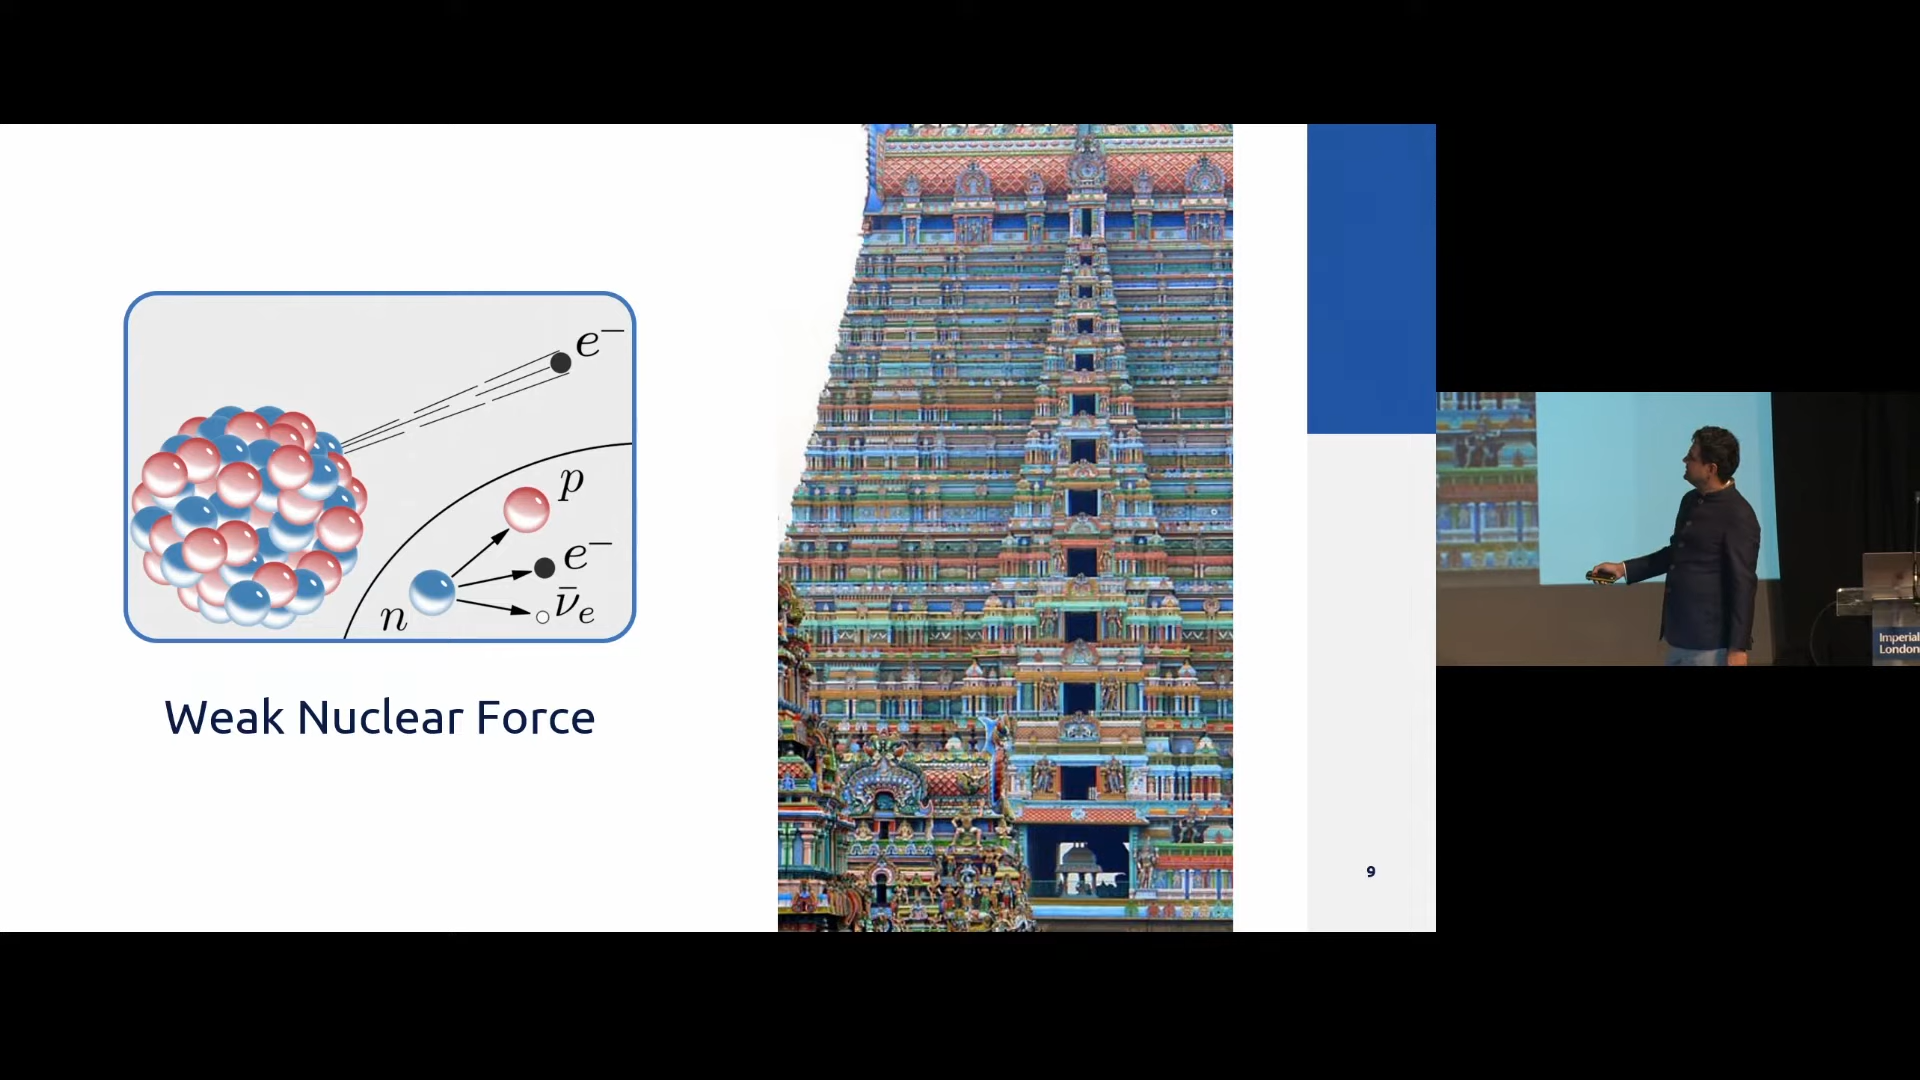 e⁻
p
e⁻
n
ν̄ₑ
Weak Nuclear Force
9
Imperial
London